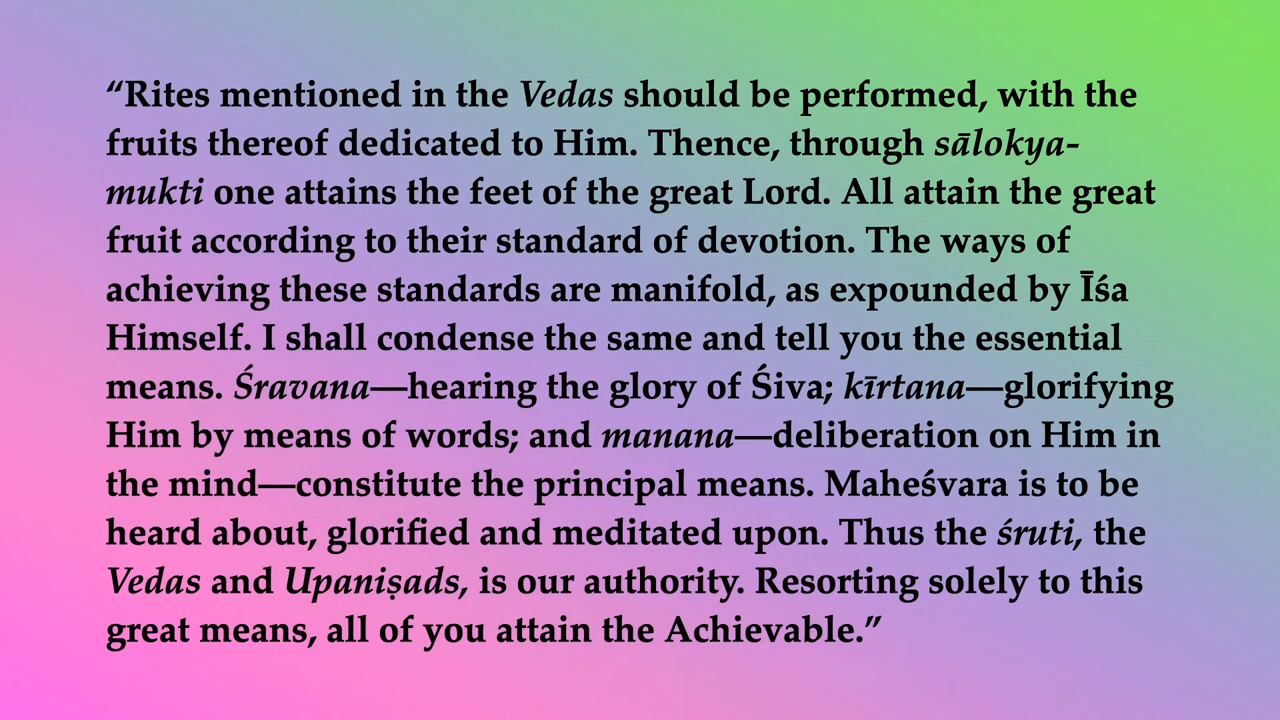 “Rites mentioned in the Vedas should be performed, with the
fruits thereof dedicated to Him. Thence, through sālokya-
mukti one attains the feet of the great Lord. All attain the great
fruit according to their standard of devotion. The ways of
achieving these standards are manifold, as expounded by Īśa
Himself. I shall condense the same and tell you the essential
means. Śravana—hearing the glory of Śiva; kīrtana—glorifying
Him by means of words; and manana—deliberation on Him in
the mind—constitute the principal means. Maheśvara is to be
heard about, glorified and meditated upon. Thus the śruti, the
Vedas and Upaniṣads, is our authority. Resorting solely to this
great means, all of you attain the Achievable.”